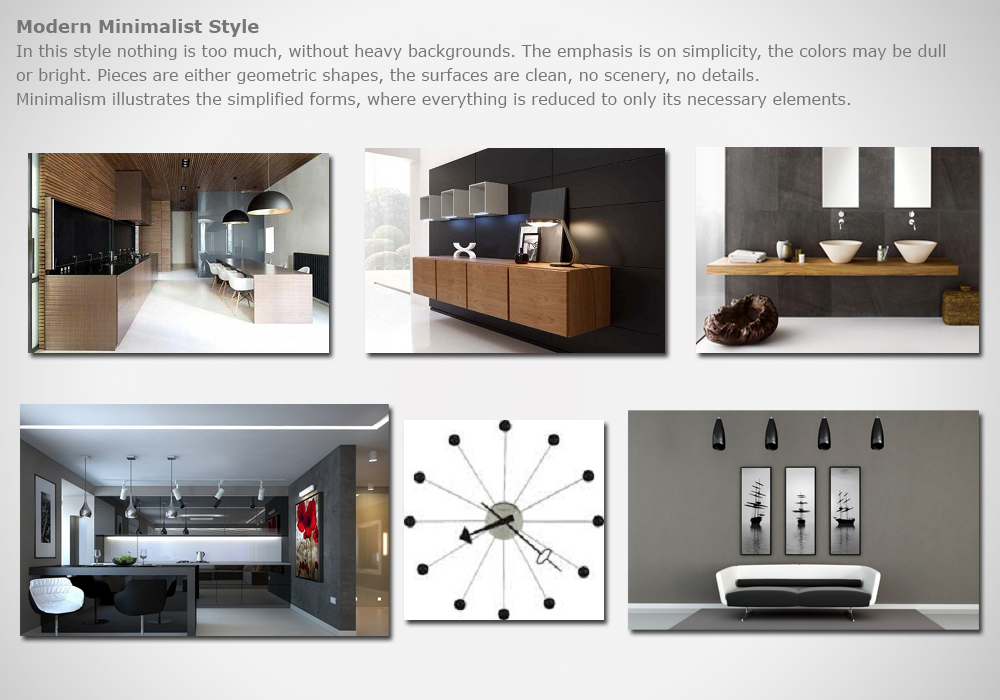 Modern Minimalist Style
In this style nothing is too much, without heavy backgrounds. The emphasis is on simplicity, the colors may be dull
or bright. Pieces are either geometric shapes, the surfaces are clean, no scenery, no details.
Minimalism illustrates the simplified forms, where everything is reduced to only its necessary elements.